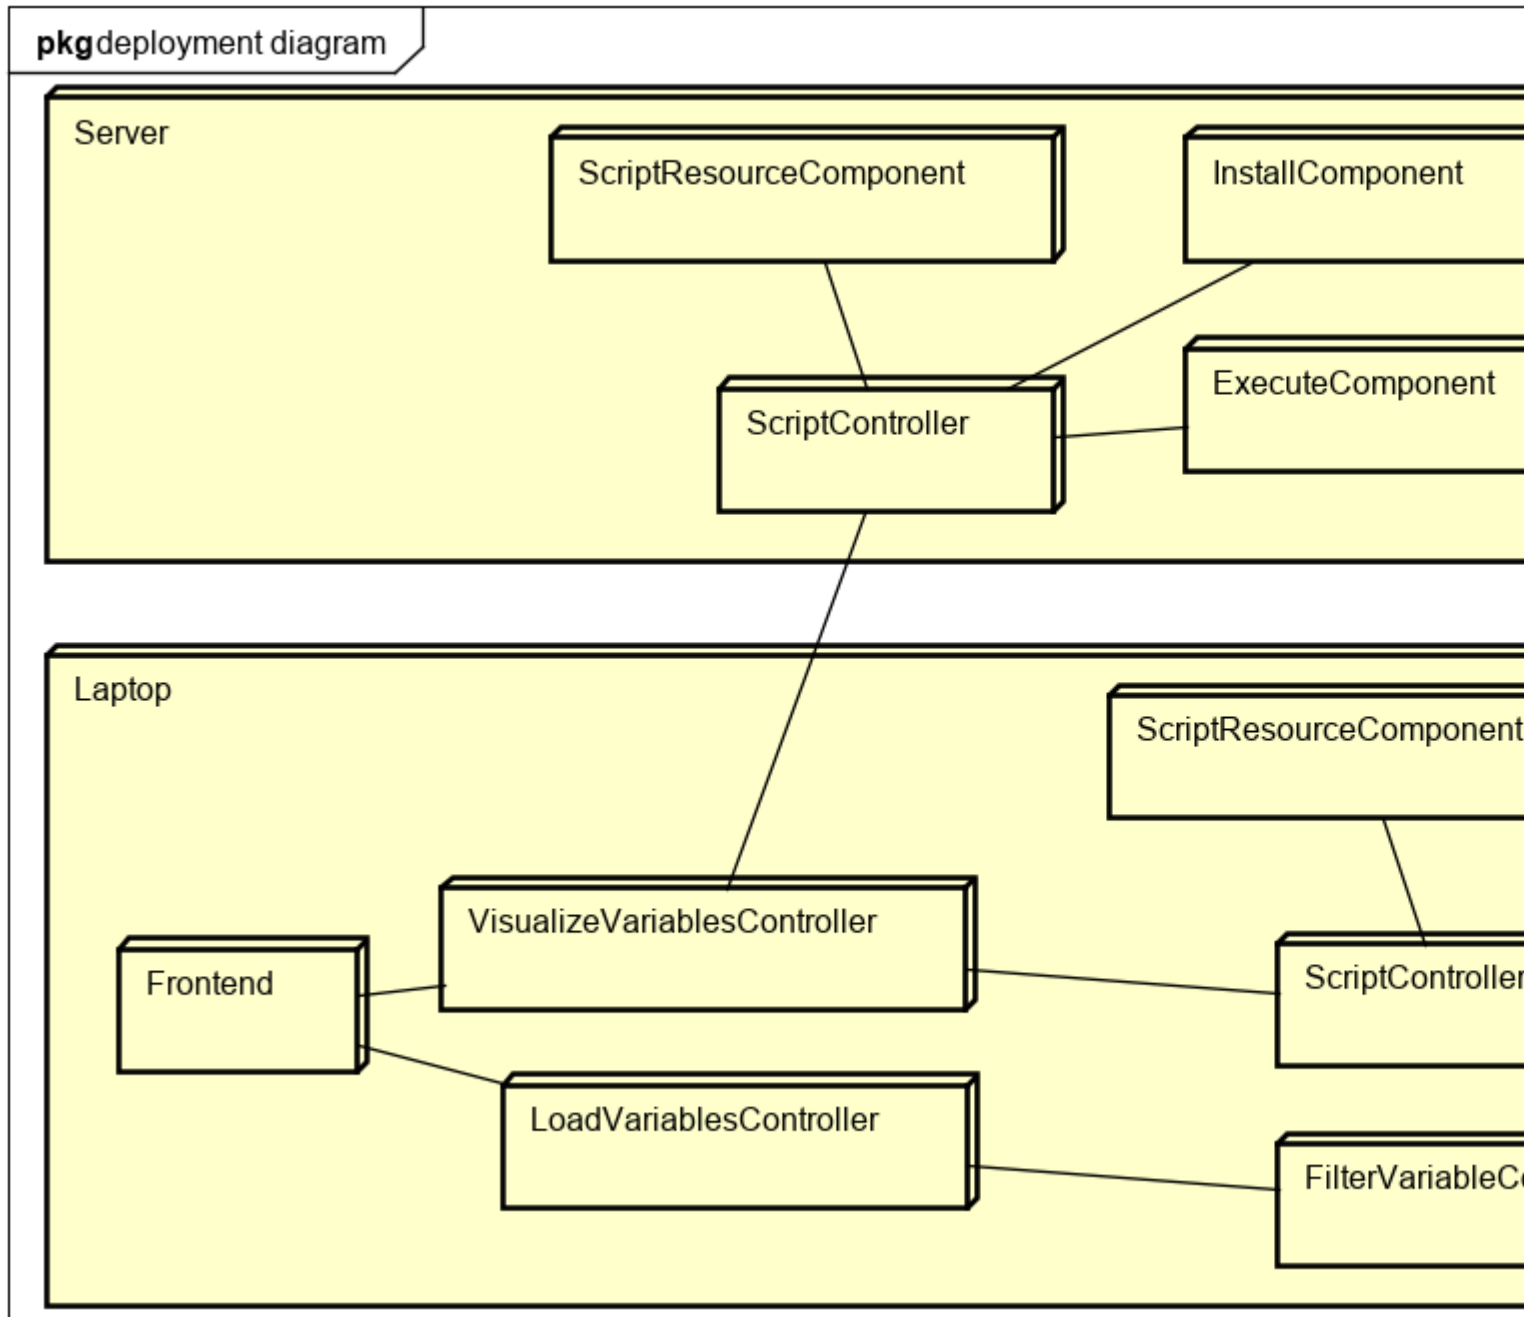 pkg deployment diagram
Server
ScriptResourceComponent
InstallComponent
ExecuteComponent
ScriptController
Laptop
ScriptResourceComponent
VisualizeVariablesController
Frontend
ScriptController
LoadVariablesController